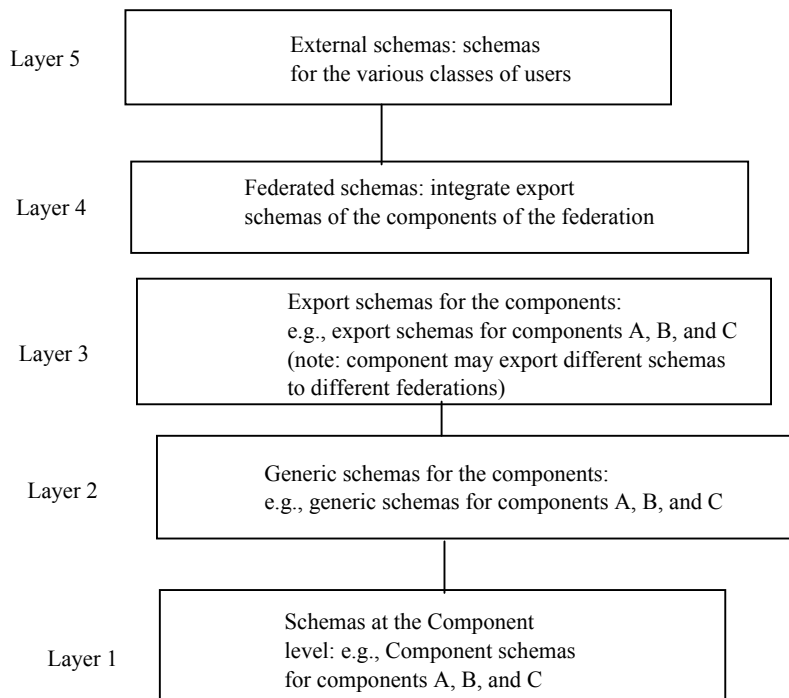 Layer 5
External schemas: schemas
for the various classes of users
Layer 4
Federated schemas: integrate export
schemas of the components of the federation
Layer 3
Export schemas for the components:
e.g., export schemas for components A, B, and C
(note: component may export different schemas
to different federations)
Layer 2
Generic schemas for the components:
e.g., generic schemas for components A, B, and C
Layer 1
Schemas at the Component
level: e.g., Component schemas
for components A, B, and C